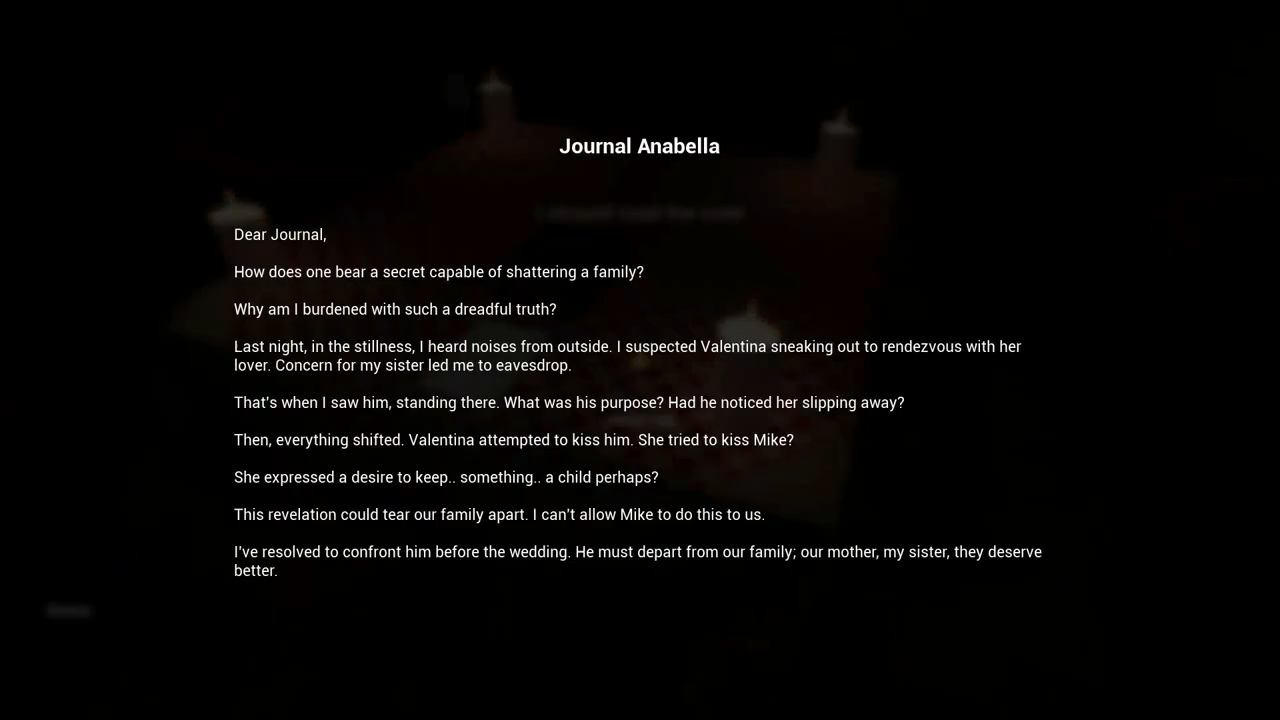 Journal Anabella
Dear Journal,
How does one bear a secret capable of shattering a family?
Why am I burdened with such a dreadful truth?
Last night, in the stillness, I heard noises from outside. I suspected Valentina sneaking out to rendezvous with her
lover. Concern for my sister led me to eavesdrop.
That's when I saw him, standing there. What was his purpose? Had he noticed her slipping away?
Then, everything shifted. Valentina attempted to kiss him. She tried to kiss Mike?
She expressed a desire to keep.. something.. a child perhaps?
This revelation could tear our family apart. I can't allow Mike to do this to us.
I've resolved to confront him before the wedding. He must depart from our family; our mother, my sister, they deserve
better.